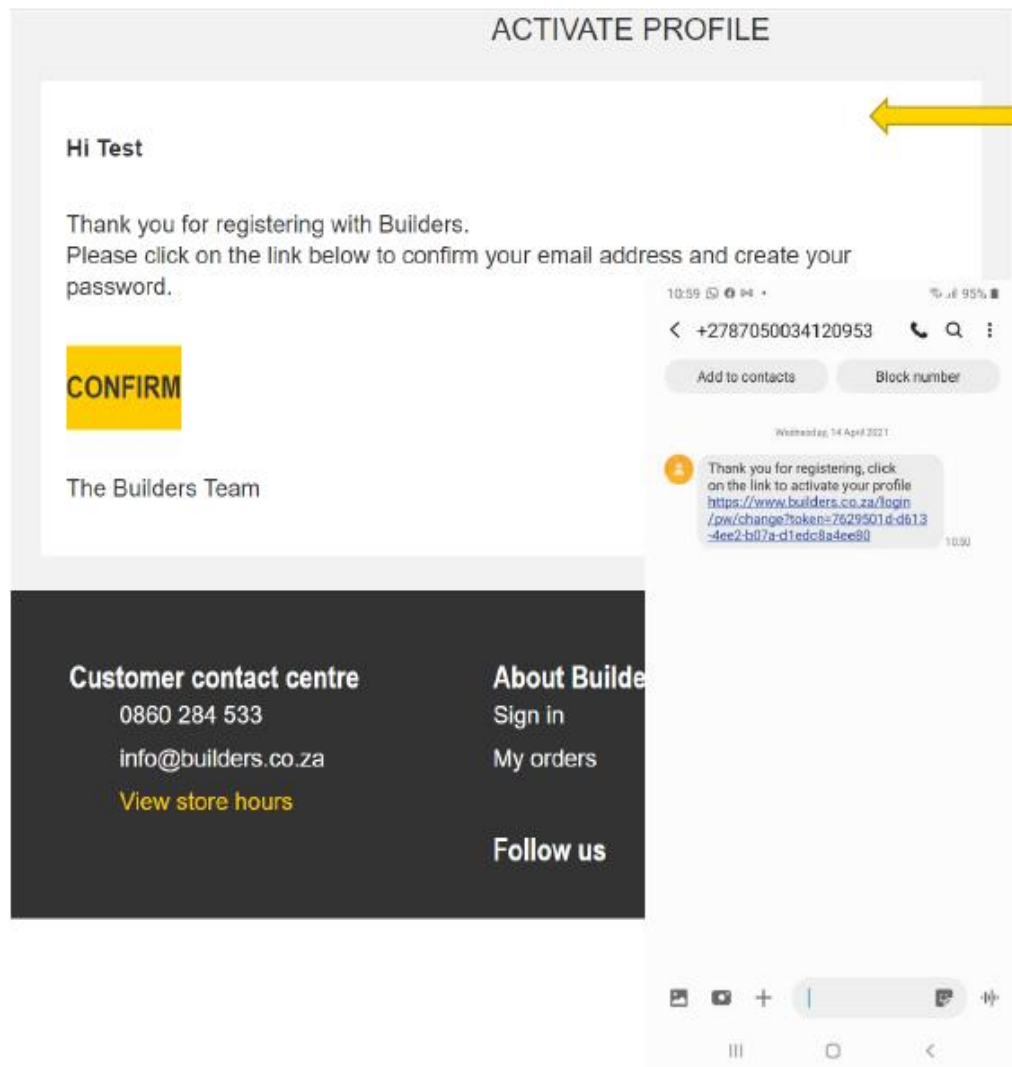 ACTIVATE PROFILE
Hi Test
Thank you for registering with Builders.
Please click on the link below to confirm your email address and create your
password.
CONFIRM
The Builders Team
Customer contact centre
0860 284 533
info@builders.co.za
View store hours
About Builde
Sign in
My orders
Follow us
10:59
95%
+2787050034120953
Add to contacts
Block number
Wednesday, 14 April 2021
Thank you for registering, click
on the link to activate your profile
https://www.builders.co.za/login
/pw/change?token=7629501d-d613
-4ee2-b07a-d1edc8a4ee80
10:50